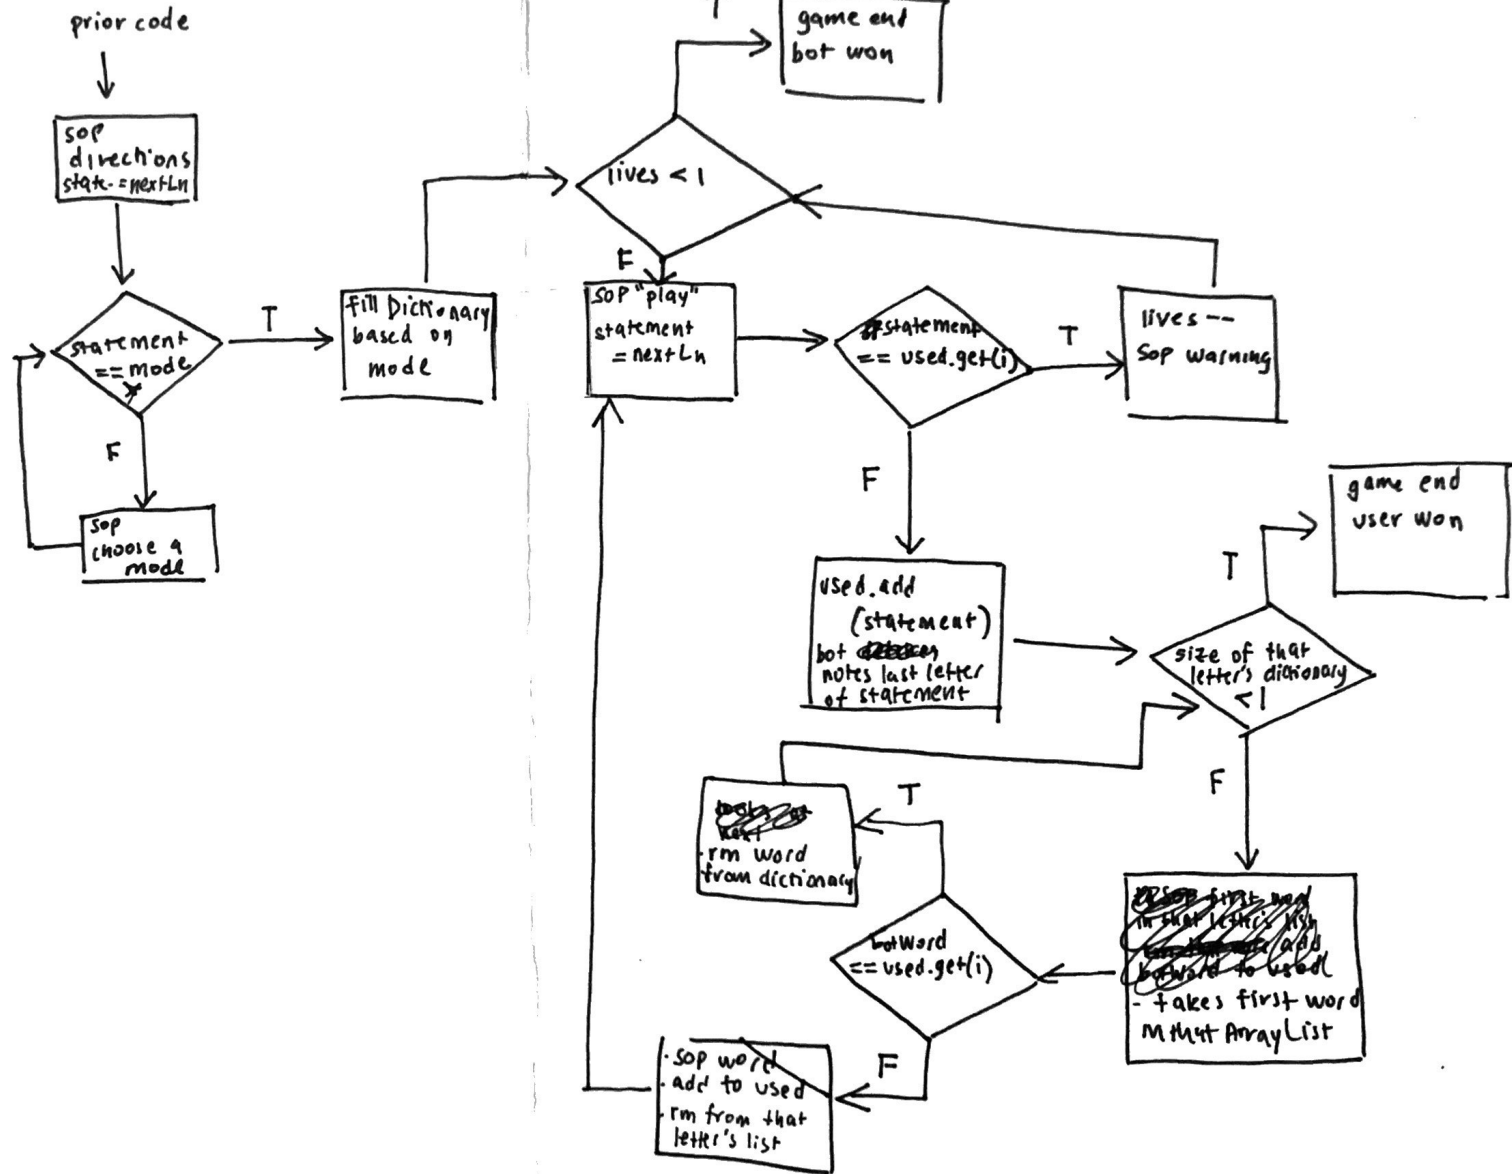 prior code
SOP
directions
state-=nextLn
statement
== mode
T
F
SOP
choose a
mode
fill Dictionary
based on
mode
T
game end
bot won
lives < 1
F
SOP "play"
statement
= nextLn
statement
== used.get(i)
T
lives --
SOP warning
F
used.add
(statement)
bot
notes last letter
of statement
size of that
letter's dictionary
<1
T
game end
user won
F
- takes first word
in that ArrayList
botWord
== used.get(i)
T
-rm word
from dictionary
F
· SOP word
· add to used
· rm from that
letter's list